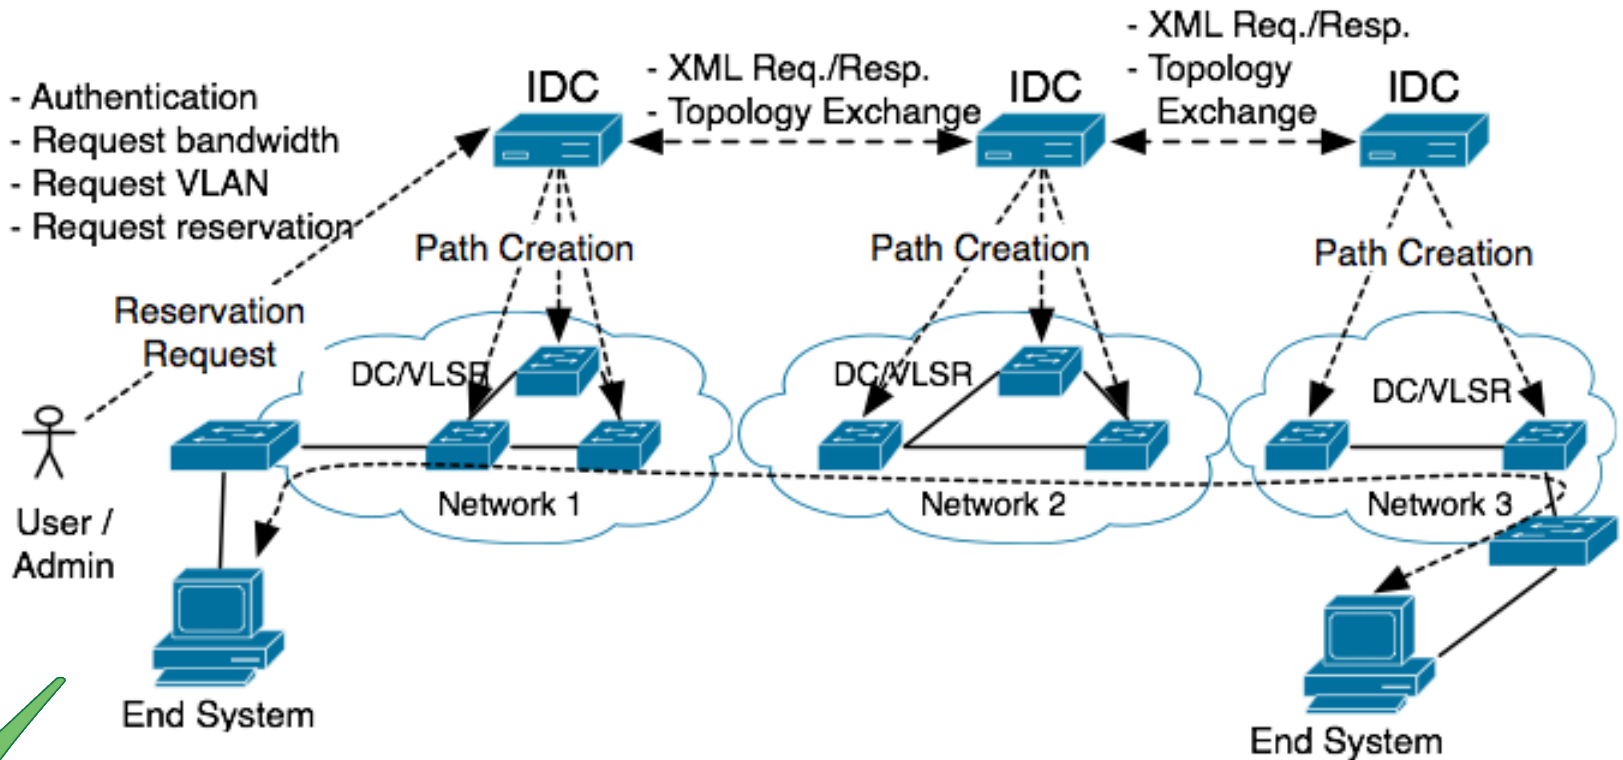 - Authentication
- Request bandwidth
- Request VLAN
- Request reservation
IDC
- XML Req./Resp.
- Topology Exchange
IDC
- XML Req./Resp.
- Topology
Exchange
IDC
Path Creation
Path Creation
Path Creation
Reservation
Request
DC/VLSR
DC/VLSR
DC/VLSR
Network 1
Network 2
Network 3
User /
Admin
End System
End System